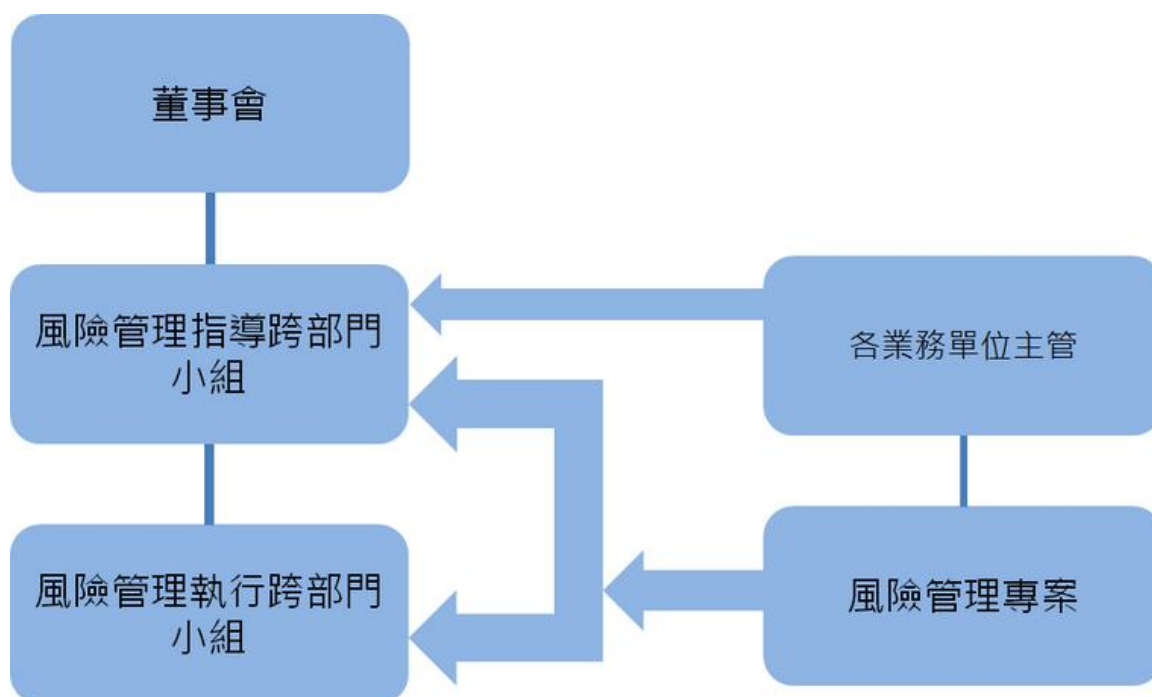 董事會
風險管理指導跨部門
小組
各業務單位主管
風險管理執行跨部門
小組
風險管理專案